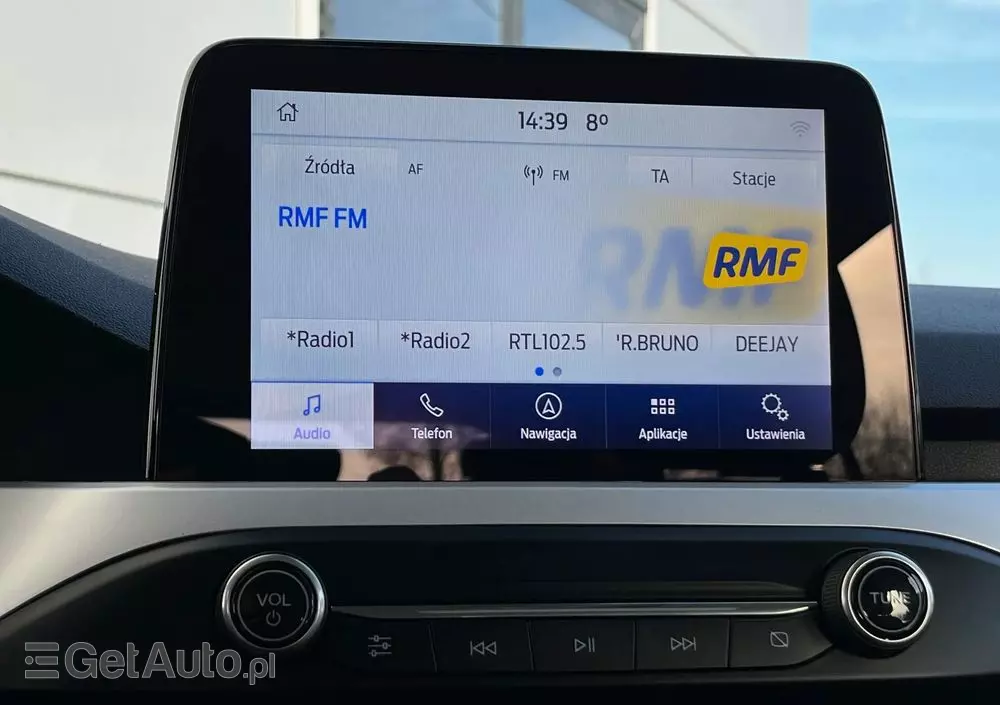 14:39 8°
Źródła AF FM TA Stacje
RMF FM
RMF
RMF
*Radio1 *Radio2 RTL102.5 'R.BRUNO DEEJAY
Audio Telefon Nawigacja Aplikacje Ustawienia
VOL TUNE
GetAuto.pl